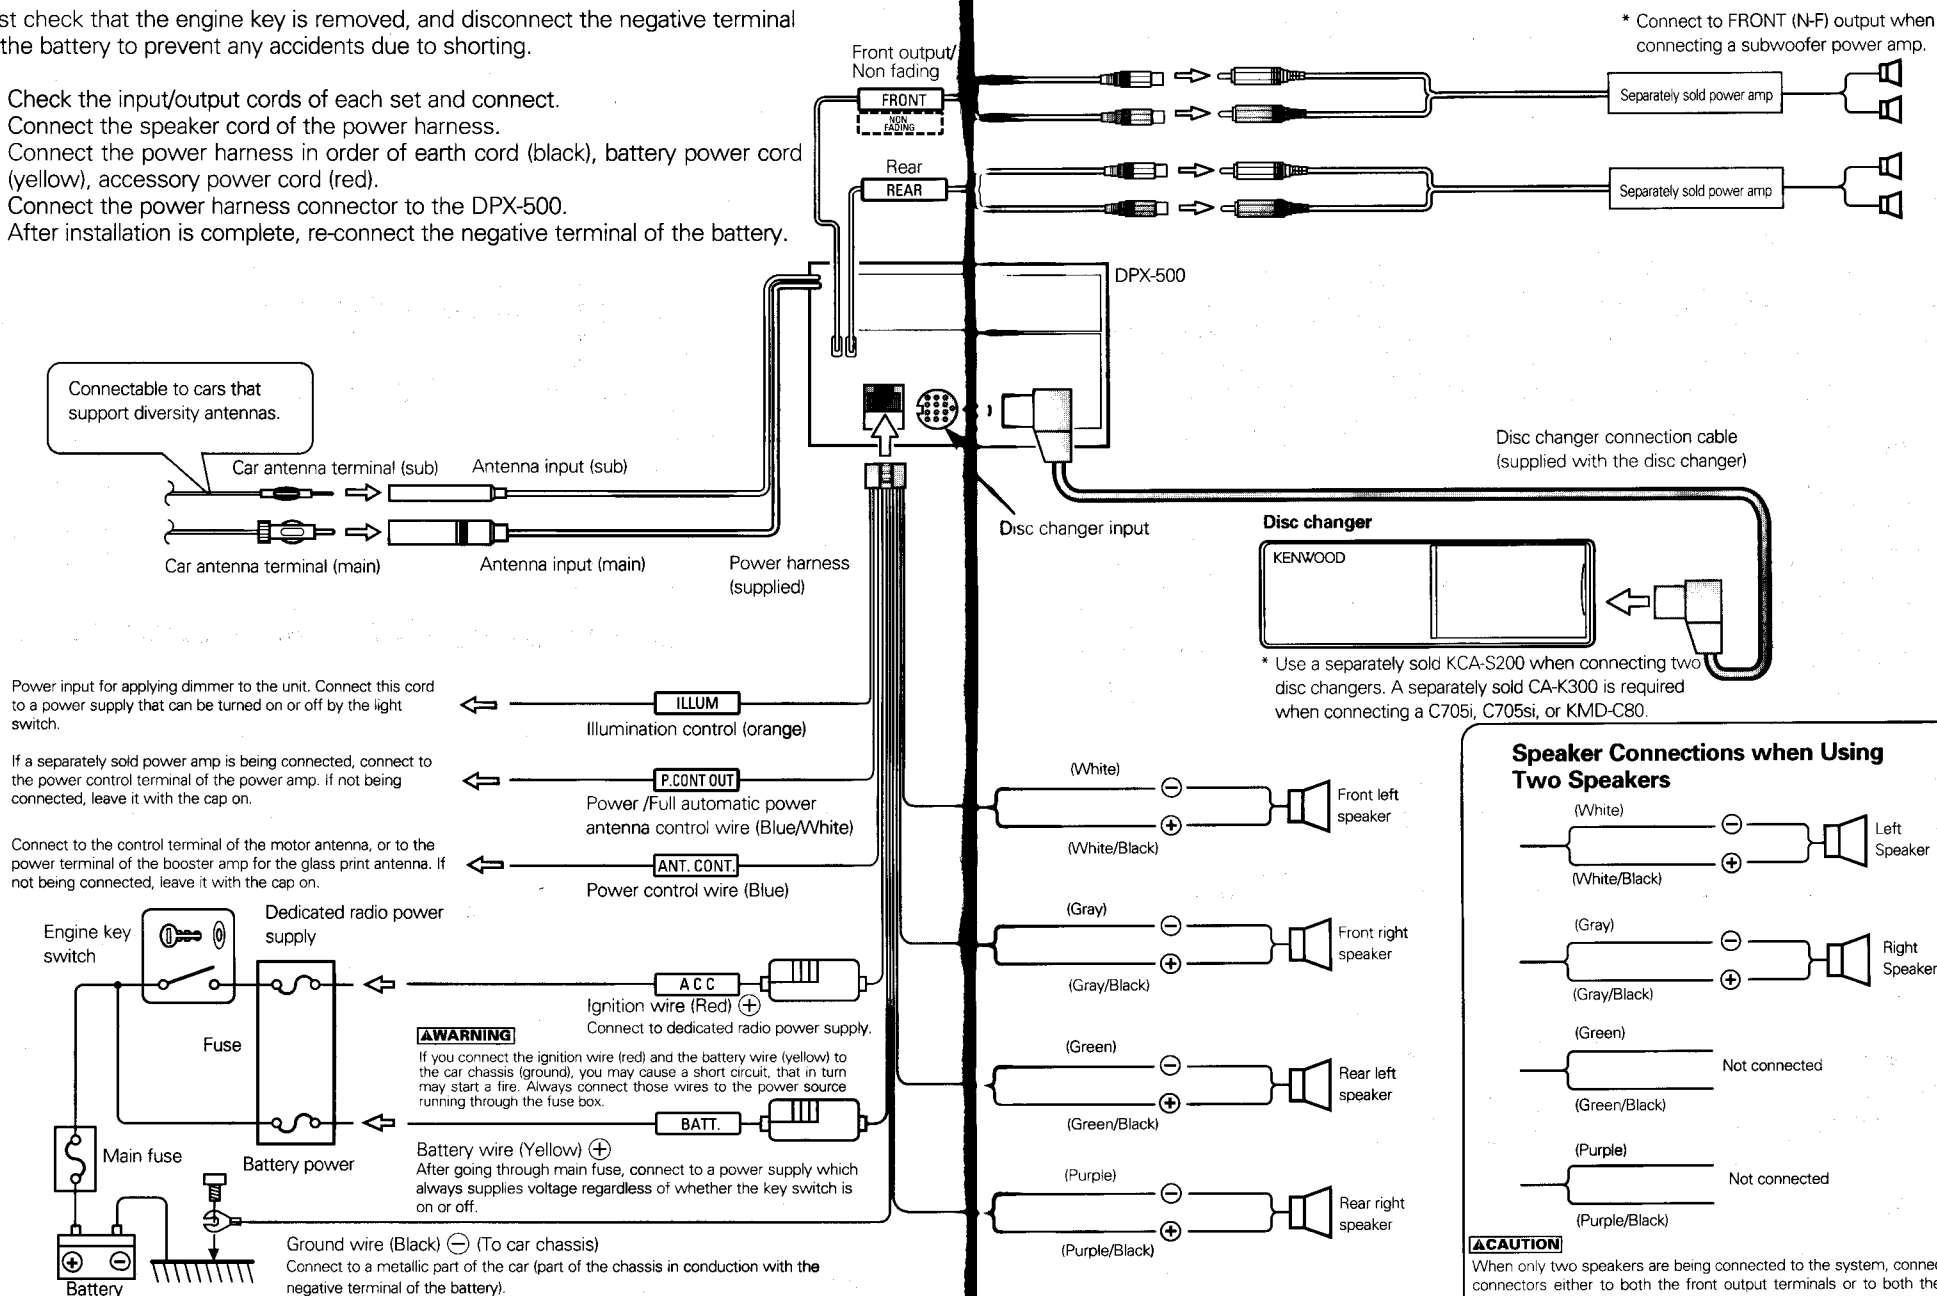 st check that the engine key is removed, and disconnect the negative terminal
the battery to prevent any accidents due to shorting.
Check the input/output cords of each set and connect.
Connect the speaker cord of the power harness.
Connect the power harness in order of earth cord (black), battery power cord
(yellow), accessory power cord (red).
Connect the power harness connector to the DPX-500.
After installation is complete, re-connect the negative terminal of the battery.
Front output/
Non fading
FRONT
NON
FADING
Rear
REAR
* Connect to FRONT (N-F) output when
connecting a subwoofer power amp.
Separately sold power amp
Separately sold power amp
DPX-500
Connectable to cars that
support diversity antennas.
Car antenna terminal (sub)
Antenna input (sub)
Car antenna terminal (main)
Antenna input (main)
Power harness
(supplied)
Disc changer input
Disc changer connection cable
(supplied with the disc changer)
Disc changer
KENWOOD
* Use a separately sold KCA-S200 when connecting two
disc changers. A separately sold CA-K300 is required
when connecting a C705i, C705si, or KMD-C80.
Power input for applying dimmer to the unit. Connect this cord
to a power supply that can be turned on or off by the light
switch.
ILLUM
Illumination control (orange)
If a separately sold power amp is being connected, connect to
the power control terminal of the power amp. If not being
connected, leave it with the cap on.
P.CONT OUT
Power /Full automatic power
antenna control wire (Blue/White)
Connect to the control terminal of the motor antenna, or to the
power terminal of the booster amp for the glass print antenna. If
not being connected, leave it with the cap on.
ANT. CONT.
Power control wire (Blue)
Engine key
switch
Dedicated radio power
supply
ACC
Ignition wire (Red) ⊕
Connect to dedicated radio power supply.
Fuse
⚠WARNING
If you connect the ignition wire (red) and the battery wire (yellow) to
the car chassis (ground), you may cause a short circuit, that in turn
may start a fire. Always connect those wires to the power source
running through the fuse box.
BATT.
Main fuse
Battery power
Battery wire (Yellow) ⊕
After going through main fuse, connect to a power supply which
always supplies voltage regardless of whether the key switch is
on or off.
⊕ ⊖
Battery
Ground wire (Black) ⊖ (To car chassis)
Connect to a metallic part of the car (part of the chassis in conduction with the
negative terminal of the battery).
(White)
⊖
⊕
(White/Black)
Front left
speaker
(Gray)
⊖
⊕
(Gray/Black)
Front right
speaker
(Green)
⊖
⊕
(Green/Black)
Rear left
speaker
(Purple)
⊖
⊕
(Purple/Black)
Rear right
speaker
Speaker Connections when Using
Two Speakers
(White)
⊖
⊕
(White/Black)
Left
Speaker
(Gray)
⊖
⊕
(Gray/Black)
Right
Speaker
(Green)
Not connected
(Green/Black)
(Purple)
Not connected
(Purple/Black)
⚠CAUTION
When only two speakers are being connected to the system, connec
connectors either to both the front output terminals or to both the